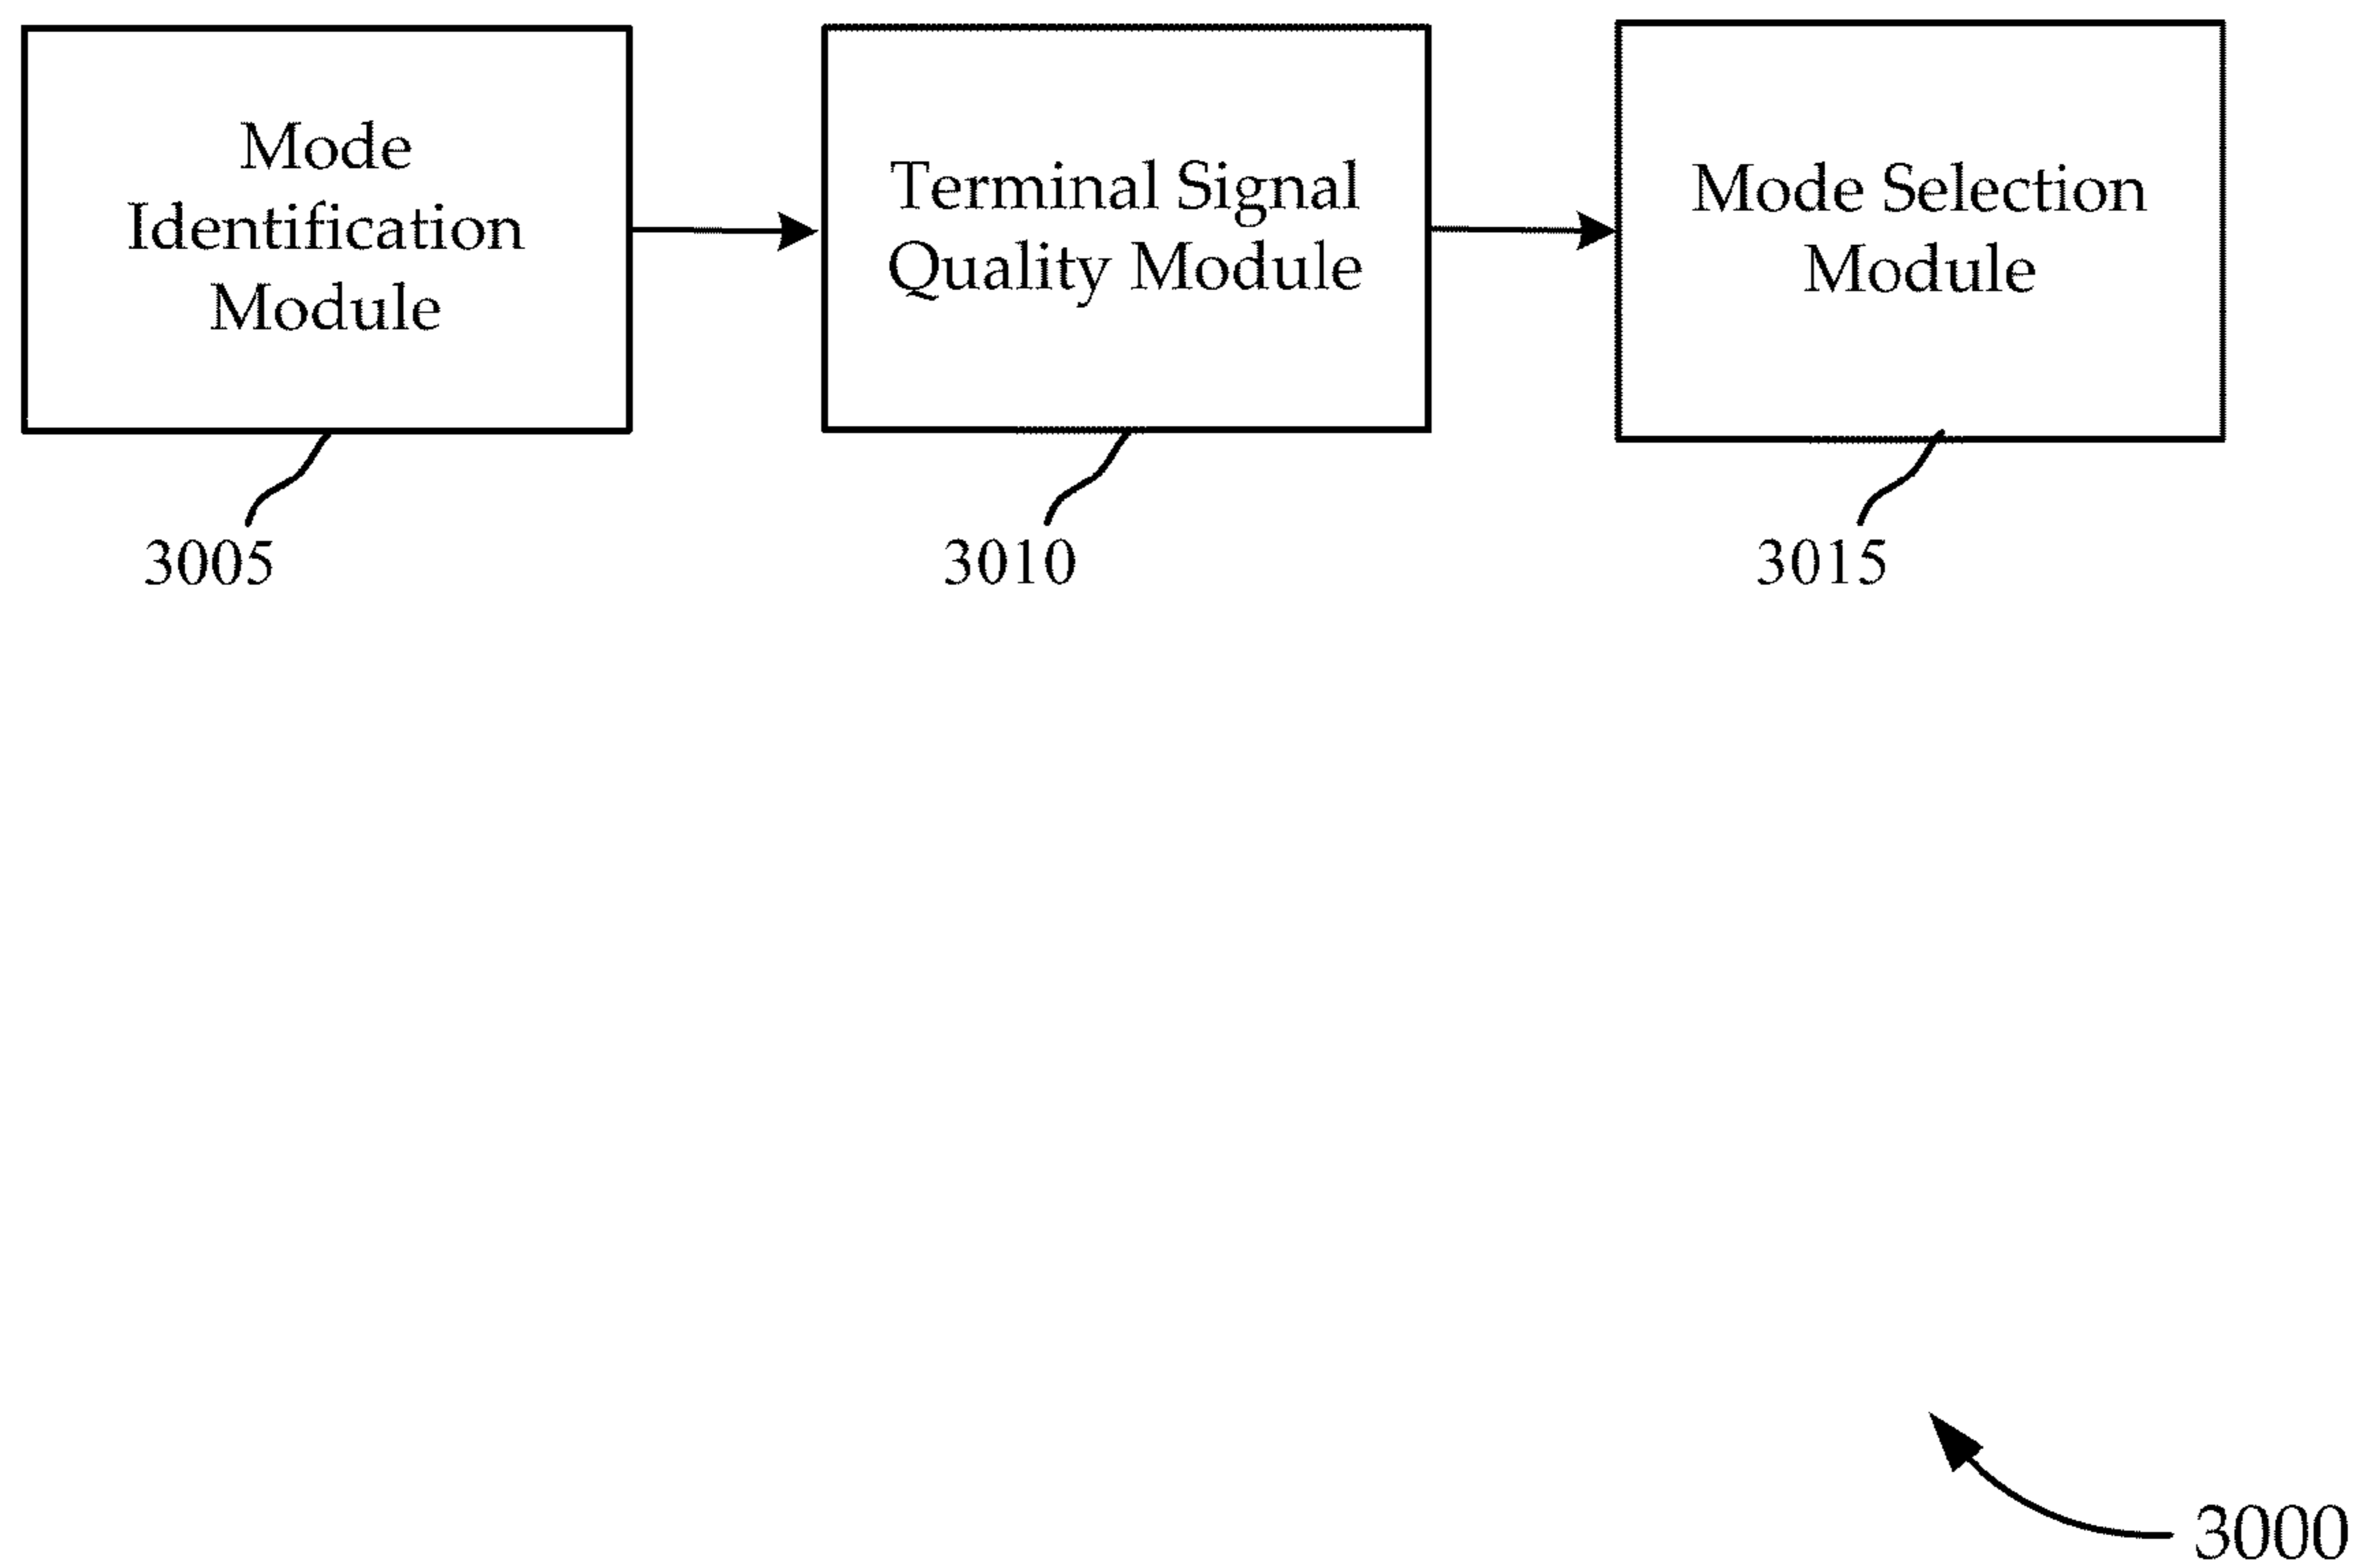 Mode
Identification
Module
Terminal Signal
Quality Module
Mode Selection
Module
3005
3010
3015
3000